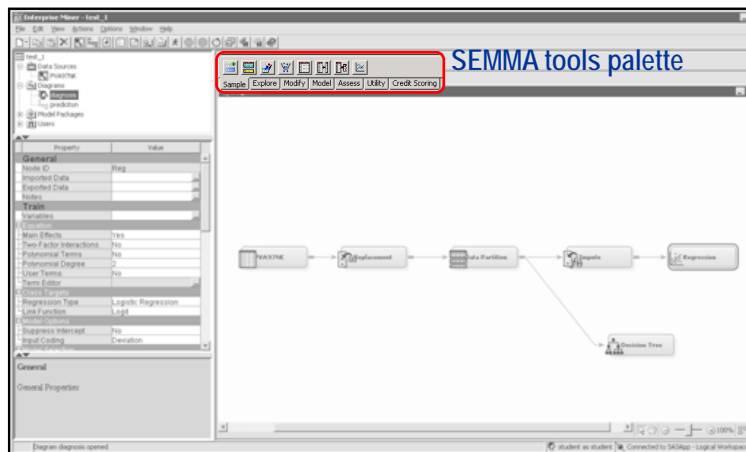 Enterprise Miner - test_1
File Edit View Actions Options Window Help
SEMMA tools palette
Sample Explore Modify Model Assess Utility Credit Scoring
test_1
Data Sources
Diagrams
diagnosis
prediction
Model Packages
Users
Property Value
General
Node ID Reg
Imported Data
Exported Data
Notes
Train
Variables
Equation
Main Effects Yes
Two-Factor Interactions No
Polynomial Terms No
Polynomial Degree 2
User Terms No
Term Editor
Class Targets
Regression Type Logistic Regression
Link Function Logit
Model Options
Suppress Intercept No
Input Coding Deviation
General
General Properties
Replacement
Data Partition
Impute
Regression
Decision Tree
100%
Diagram diagnosis opened
student as student Connected to SASApp - Logical Workspace